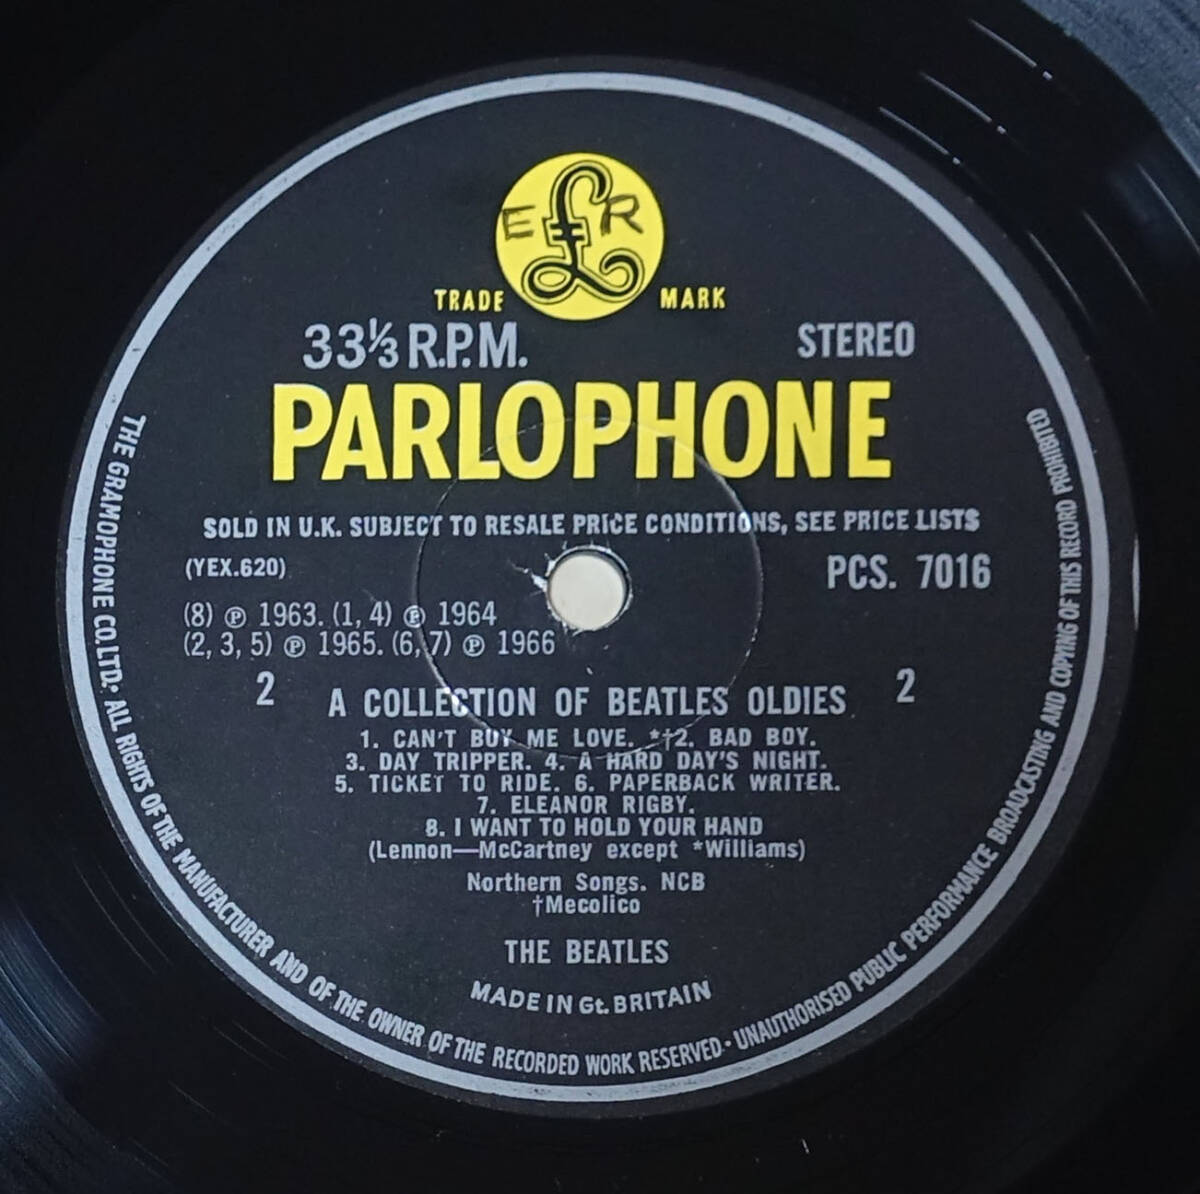 E £ R
TRADE MARK
33⅓ R.P.M. STEREO
PARLOPHONE
SOLD IN U.K. SUBJECT TO RESALE PRICE CONDITIONS, SEE PRICE LISTS
(YEX.620) PCS. 7016
(8) ℗ 1963. (1, 4) ℗ 1964
(2, 3, 5) ℗ 1965. (6, 7) ℗ 1966
2 A COLLECTION OF BEATLES OLDIES 2
1. CAN'T BUY ME LOVE. *†2. BAD BOY.
3. DAY TRIPPER. 4. A HARD DAY'S NIGHT.
5. TICKET TO RIDE. 6. PAPERBACK WRITER.
7. ELEANOR RIGBY.
8. I WANT TO HOLD YOUR HAND
(Lennon—McCartney except *Williams)
Northern Songs. NCB
†Mecolico
THE BEATLES
MADE IN Gt. BRITAIN
THE GRAMOPHONE CO. LTD. · ALL RIGHTS OF THE MANUFACTURER AND OF THE OWNER OF THE RECORDED WORK RESERVED · UNAUTHORISED PUBLIC PERFORMANCE BROADCASTING AND COPYING OF THIS RECORD PROHIBITED